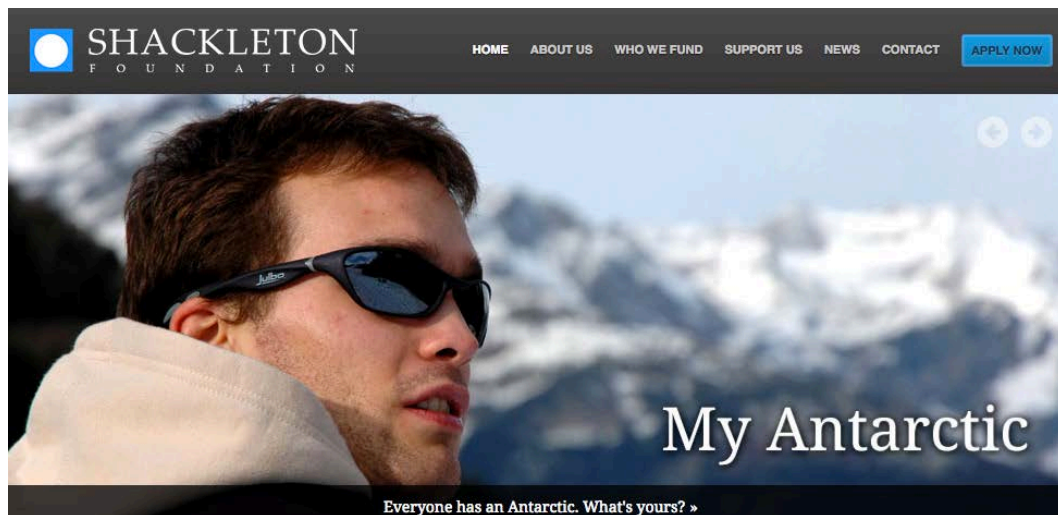 SHACKLETON
FOUNDATION
HOME ABOUT US WHO WE FUND SUPPORT US NEWS CONTACT APPLY NOW
Julbo
My Antarctic
Everyone has an Antarctic. What's yours? »